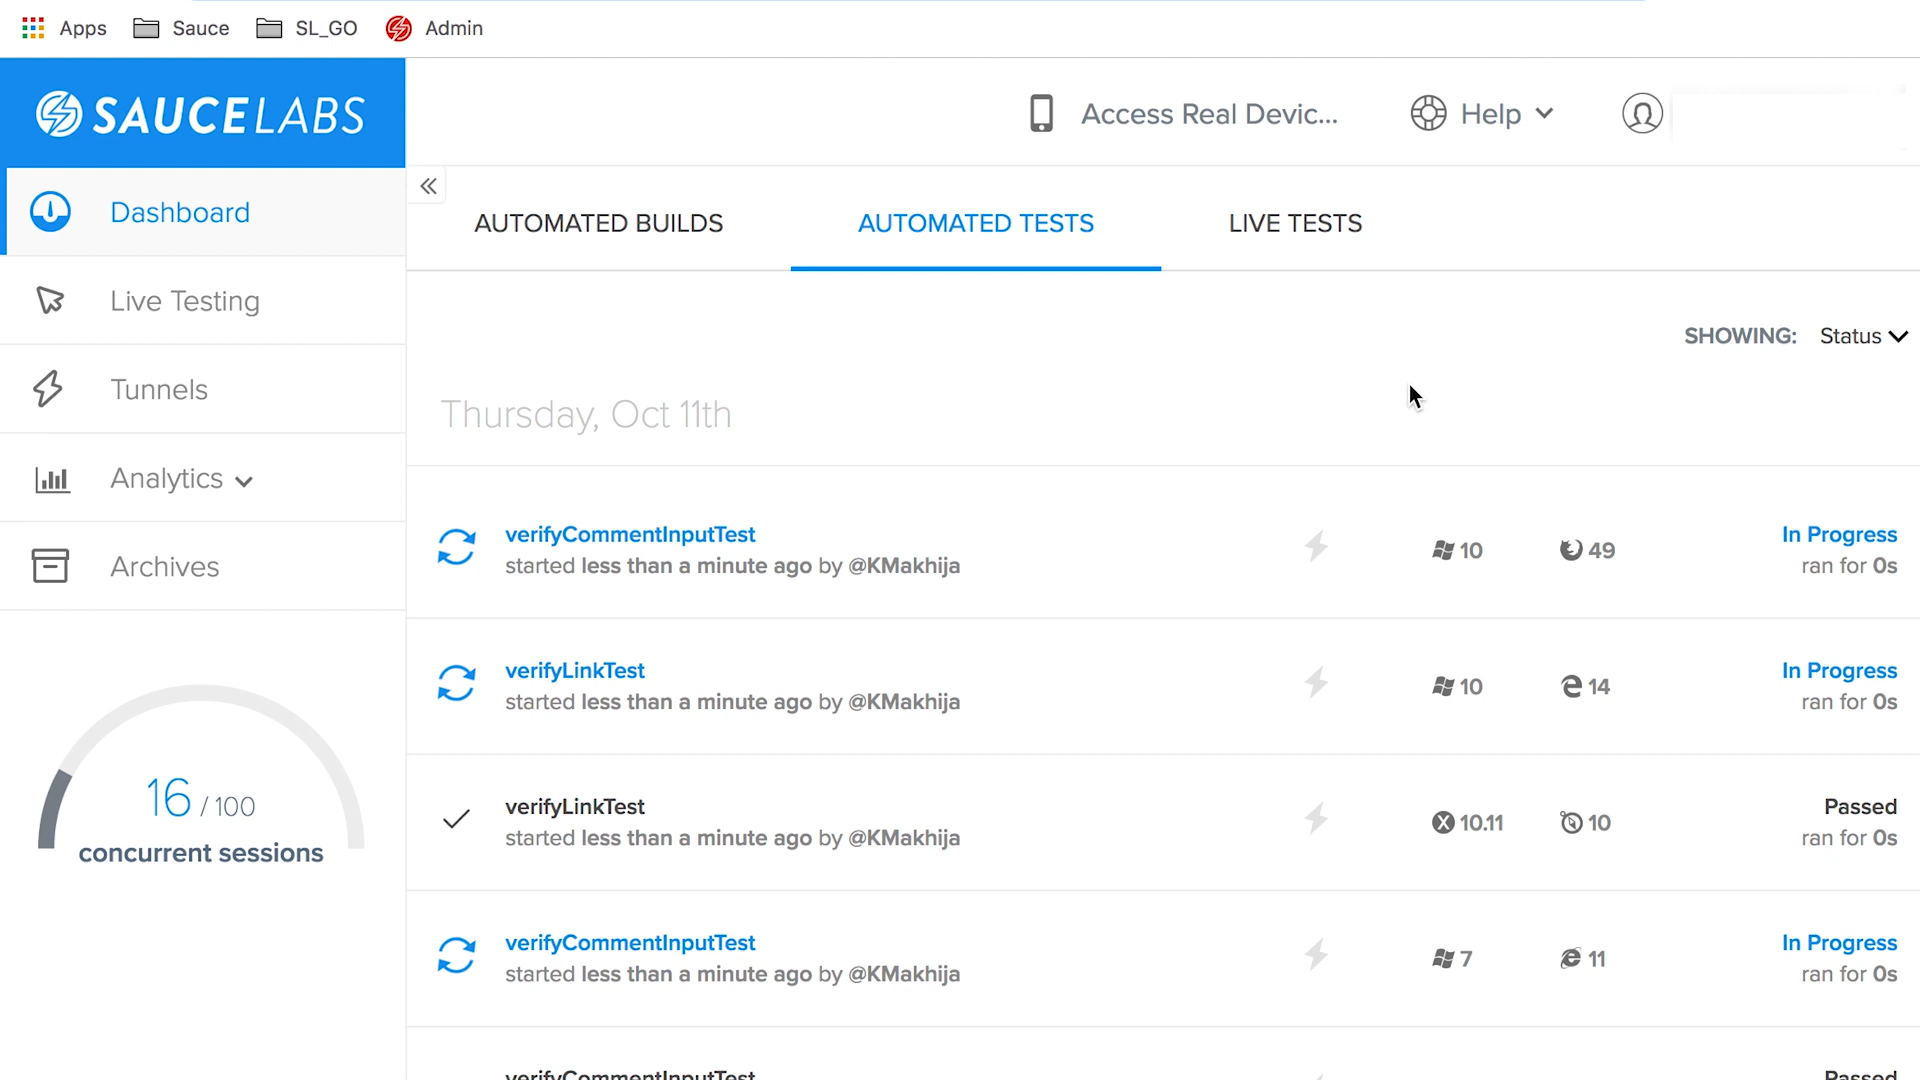 Apps Sauce SL_GO Admin
SAUCELABS
Access Real Devic...
Help
Dashboard
Live Testing
Tunnels
Analytics
Archives
16 / 100
concurrent sessions
AUTOMATED BUILDS
AUTOMATED TESTS
LIVE TESTS
SHOWING: Status
Thursday, Oct 11th
verifyCommentInputTest
started less than a minute ago by @KMakhija
10
49
In Progress
ran for 0s
verifyLinkTest
started less than a minute ago by @KMakhija
10
14
In Progress
ran for 0s
verifyLinkTest
started less than a minute ago by @KMakhija
10.11
10
Passed
ran for 0s
verifyCommentInputTest
started less than a minute ago by @KMakhija
7
11
In Progress
ran for 0s
verifyCommentInputTest
Passed